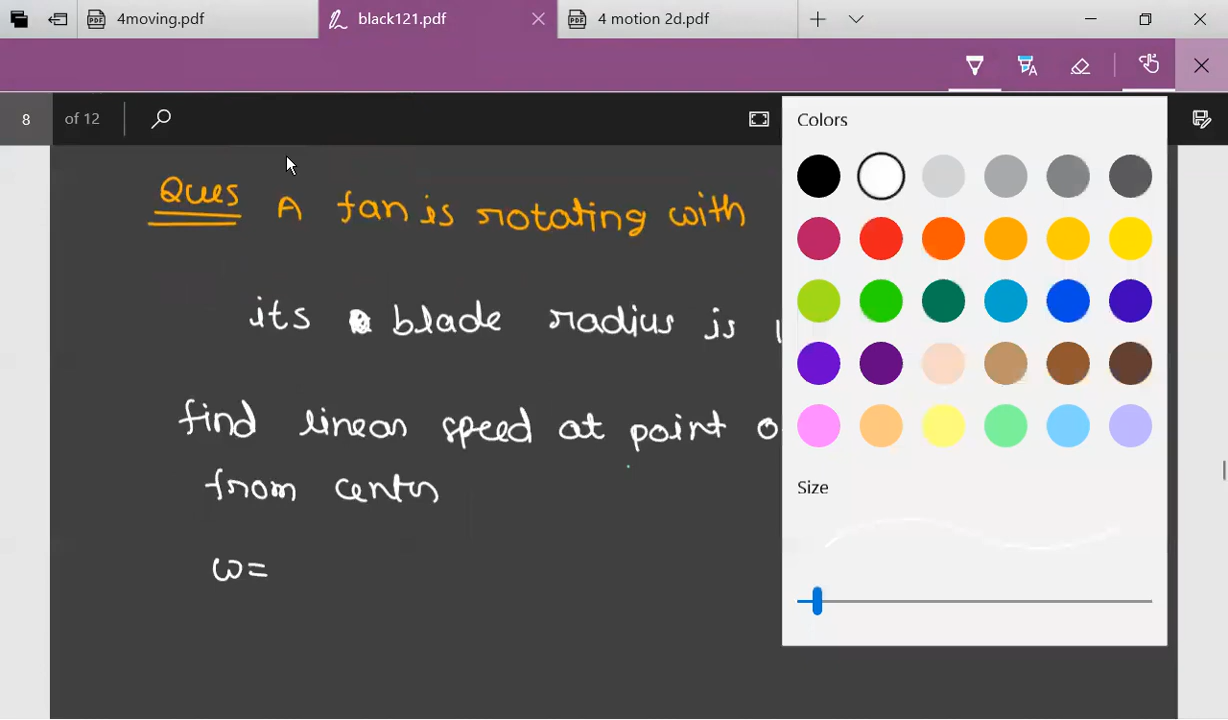 4moving.pdf black121.pdf 4 motion 2d.pdf
8 of 12
Colors
Ques A fan is rotating with
its blade radius is
find linear speed at point
from center
Size
ω=